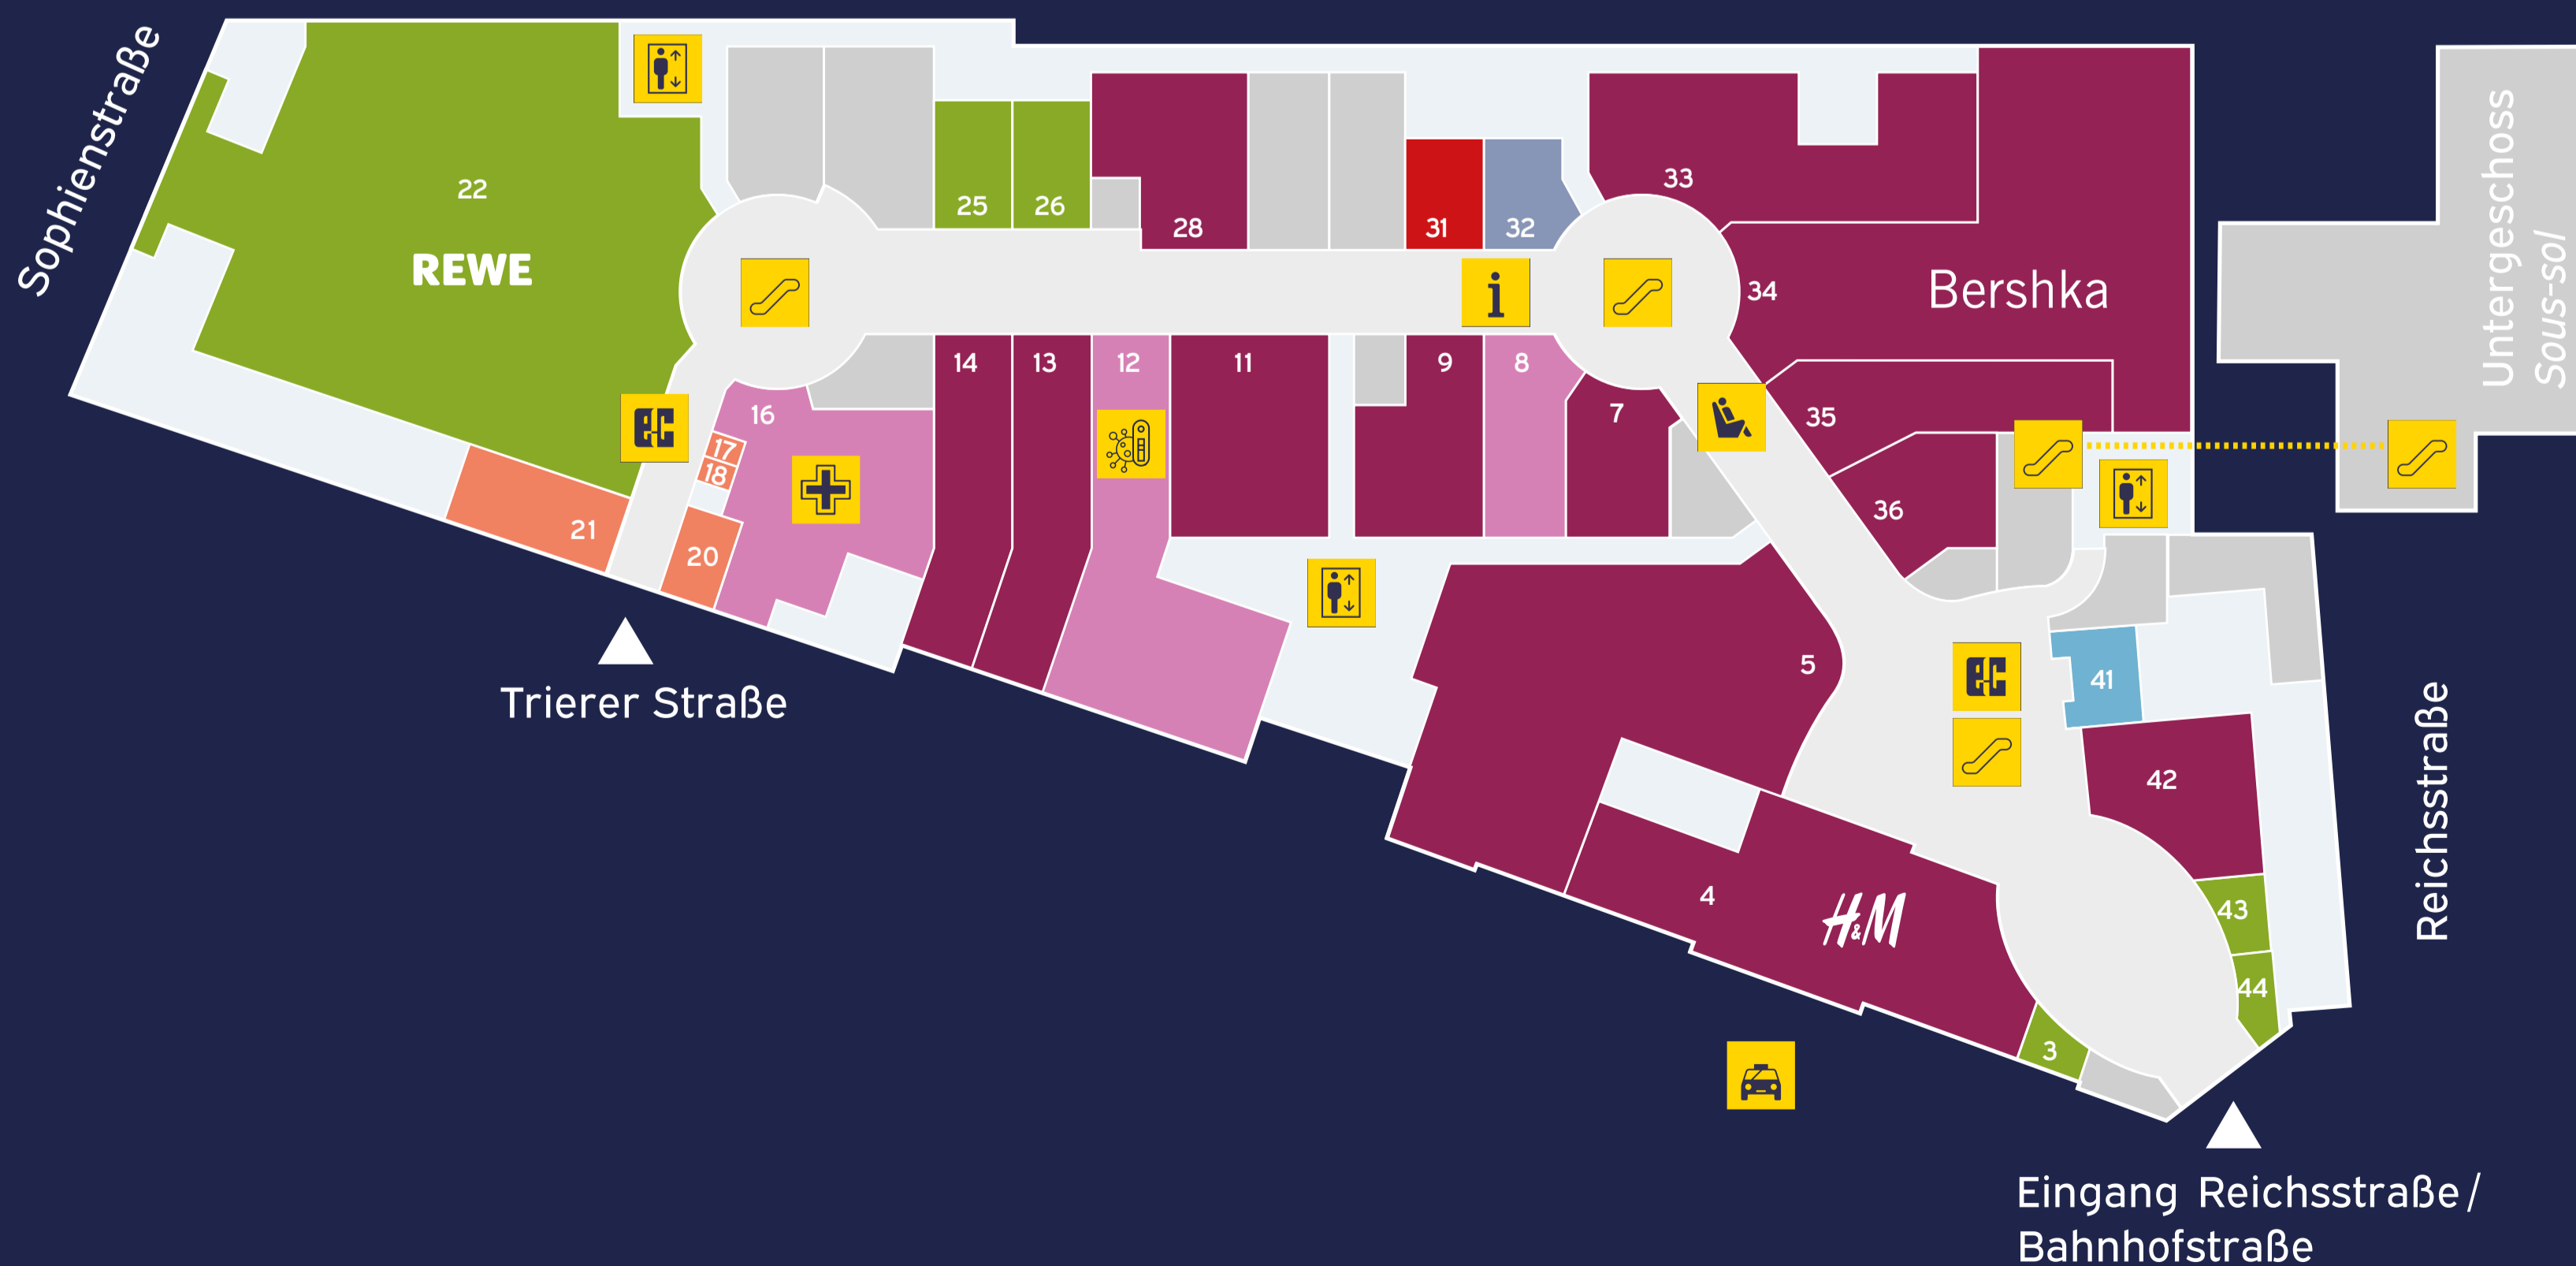 Sophienstraße
22
REWE
25
26
28
31
32
33
34
Bershka
Untergeschoss
Sous-sol
i
14
13
12
11
9
8
7
35
36
16
17
18
20
21
eC
Trierer Straße
5
eC
41
42
Reichsstraße
4
H&M
43
44
3
Eingang Reichsstraße/
Bahnhofstraße